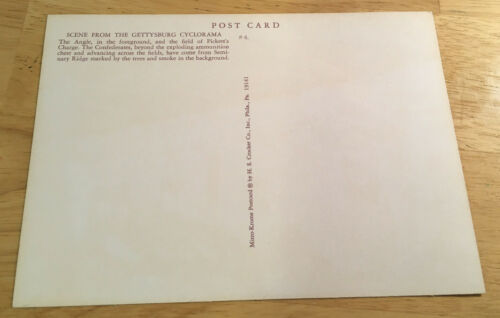 POST CARD
SCENE FROM THE GETTYSBURG CYCLORAMA
The Angle, in the foreground, and the field of Pickett's
Charge. The Confederates, beyond the exploding ammunition
chest and advancing across the fields, have come from Semi-
nary Ridge marked by the trees and smoke in the background.
# 4.
Mirro-Krome Postcard ® by H. S. Crocker Co., Inc., Phila., Pa. 19141